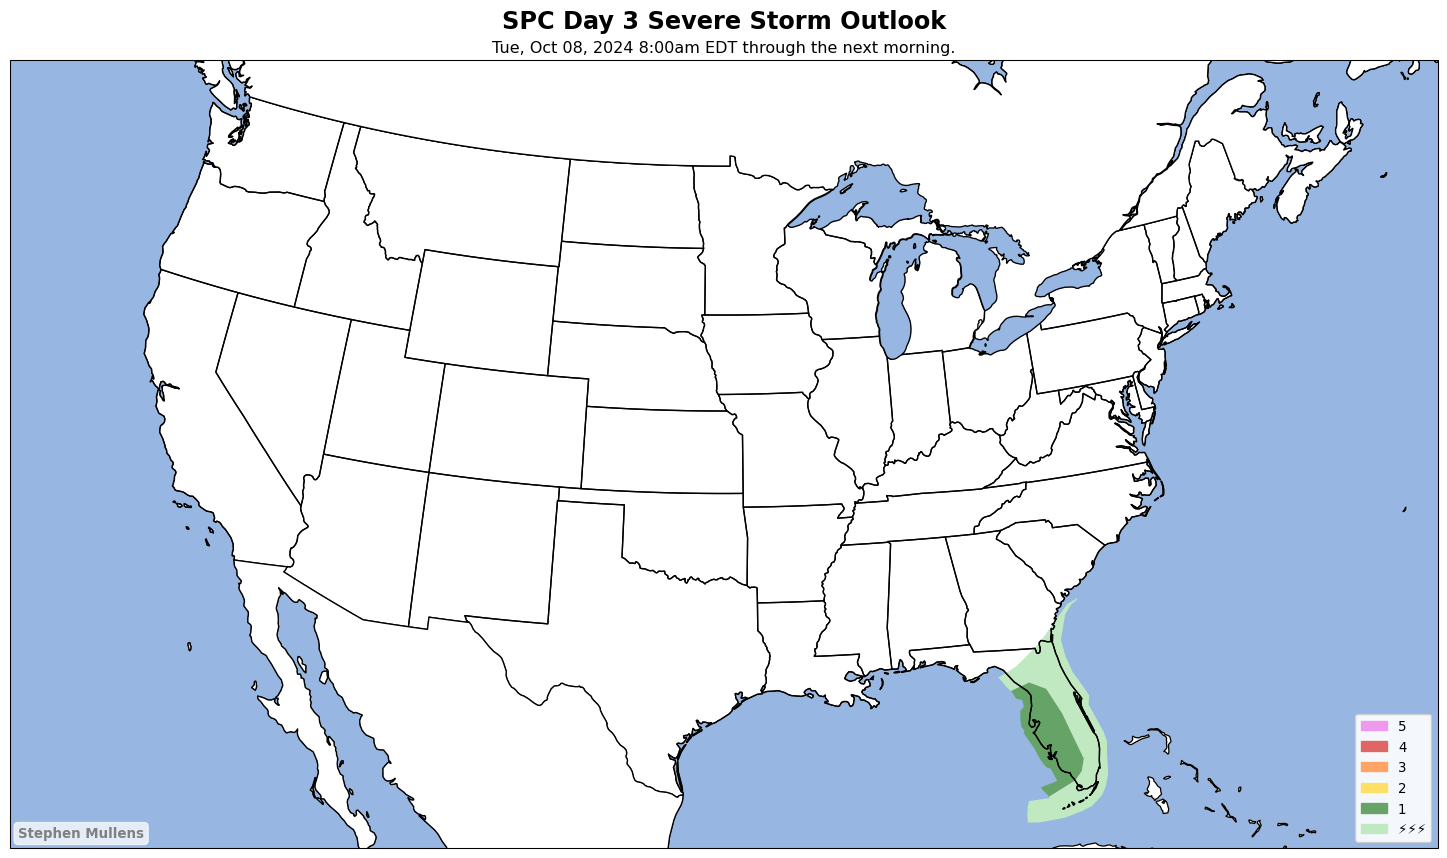 SPC Day 3 Severe Storm Outlook
Tue, Oct 08, 2024 8:00am EDT through the next morning.
5
4
3
2
1
⚡⚡⚡
Stephen Mullens